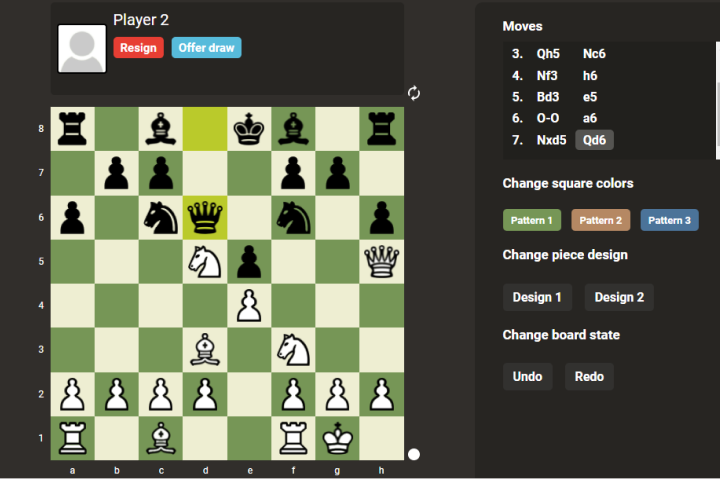 Player 2
Resign Offer draw
Moves
3. Qh5 Nc6
4. Nf3 h6
5. Bd3 e5
6. O-O a6
7. Nxd5 Qd6
Change square colors
Pattern 1 Pattern 2 Pattern 3
Change piece design
Design 1 Design 2
Change board state
Undo Redo
8
7
6
5
4
3
2
1
a b c d e f g h